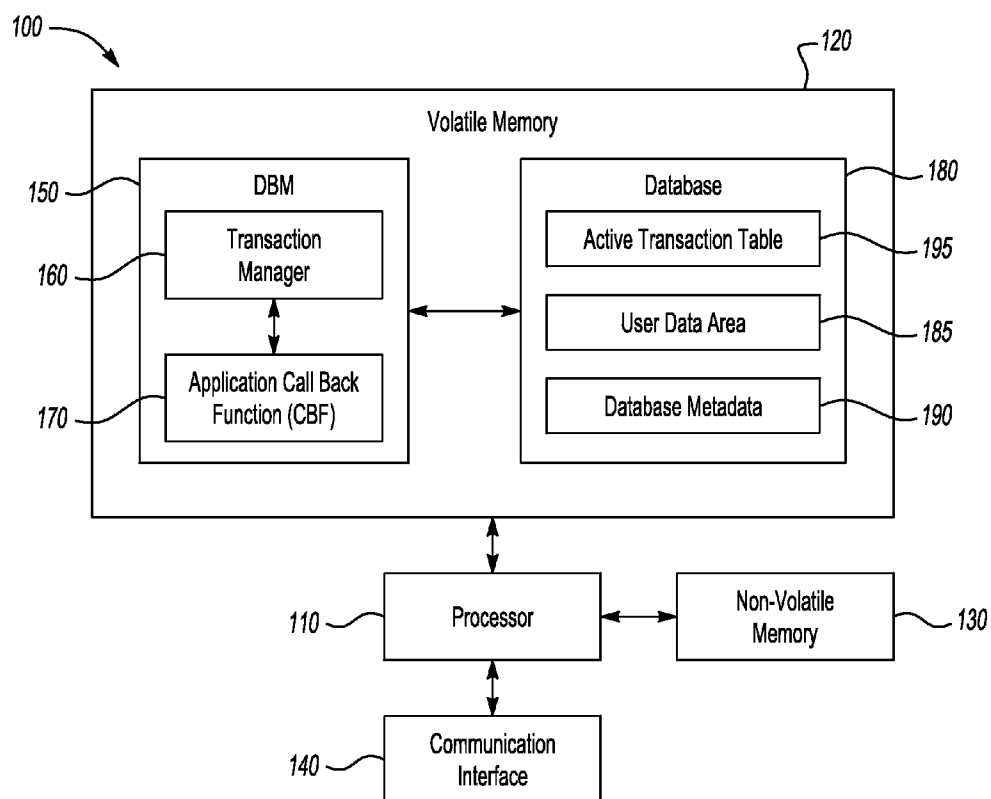 100
120
Volatile Memory
150
DBM
Database
180
160
Transaction
Manager
Active Transaction Table
195
User Data Area
185
170
Application Call Back
Function (CBF)
Database Metadata
190
110
Processor
Non-Volatile
Memory
130
140
Communication
Interface